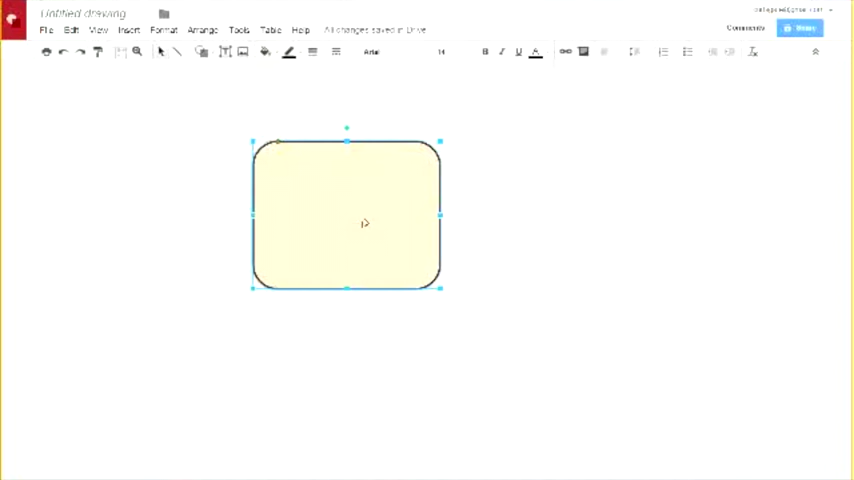 Untitled drawing
File Edit View Insert Format Arrange Tools Table Help All changes saved in Drive
Comments Share
Arial 14 B I U A